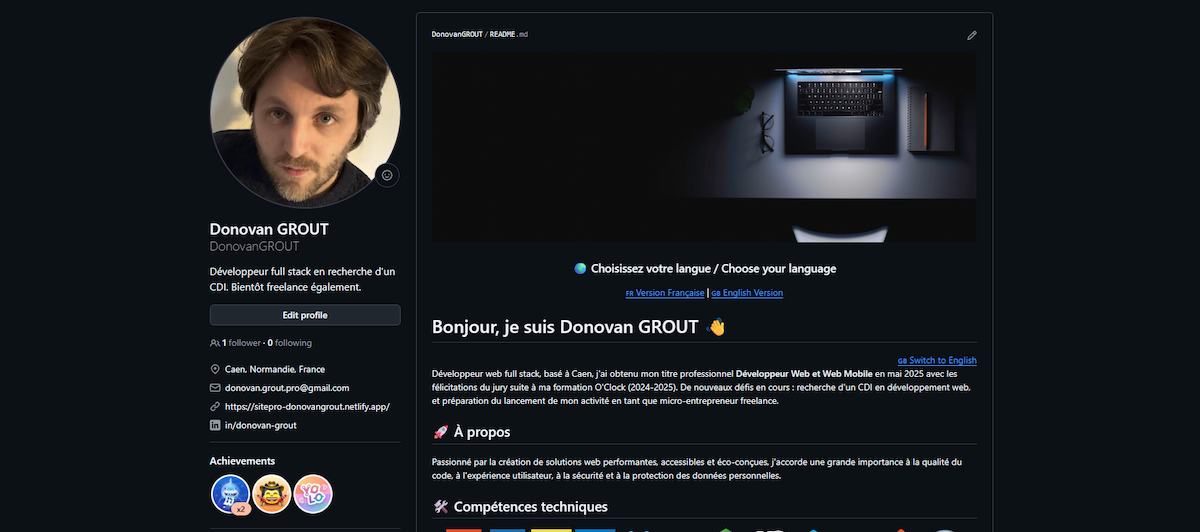 Donovan GROUT
DonovanGROUT
Développeur full stack en recherche d'un
CDI. Bientôt freelance également.
Edit profile
1 follower · 0 following
Caen, Normandie, France
donovan.grout.pro@gmail.com
https://sitepro-donovangrout.netlify.app/
in/donovan-grout
Achievements
x2
YOLO
DonovanGROUT / README.md
Choisissez votre langue / Choose your language
FR Version Française | GB English Version
Bonjour, je suis Donovan GROUT 👋
GB Switch to English
Développeur web full stack, basé à Caen, j'ai obtenu mon titre professionnel Développeur Web et Web Mobile en mai 2025 avec les
félicitations du jury suite à ma formation O'Clock (2024-2025). De nouveaux défis en cours : recherche d'un CDI en développement web,
et préparation du lancement de mon activité en tant que micro-entrepreneur freelance.
🚀 À propos
Passionné par la création de solutions web performantes, accessibles et éco-conçues, j'accorde une grande importance à la qualité du
code, à l'expérience utilisateur, à la sécurité et à la protection des données personnelles.
🛠️ Compétences techniques